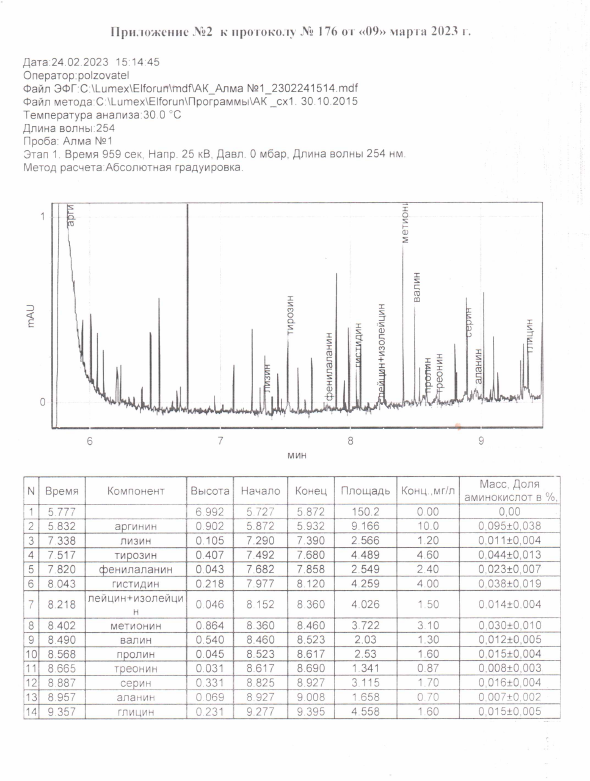 Приложение №2 к протоколу № 176 от «09» марта 2023 г.
Дата:24.02.2023 15:14:45
Оператор:polzovatel
Файл ЭФГ:C:\Lumex\Elforun\mdf\АК_Алма №1_2302241514.mdf
Файл метода:C:\Lumex\Elforun\Программы\АК _сх1. 30.10.2015
Температура анализа:30.0 °C
Длина волны:254
Проба: Алма №1
Этап 1. Время 959 сек, Напр. 25 кВ, Давл. 0 мбар, Длина волны 254 нм.
Метод расчета:Абсолютная градуировка.
1
0
mAU
арги
лизин
тирозин
фенилаланин
гистидин
лейцин+изолейцин
метиони
валин
пролин
треонин
серин
аланин
глицин
6 7 8 9
мин
N Время Компонент Высота Начало Конец Площадь Конц.,мг/л Масс. Доля аминокислот в %,
1 5.777 6.992 5.727 5.872 150.2 0.00 0,00
2 5.832 аргинин 0.902 5.872 5.932 9.166 10.0 0,095±0,038
3 7.338 лизин 0.105 7.290 7.390 2.566 1.20 0,011±0,004
4 7.517 тирозин 0.407 7.492 7.680 4.489 4.60 0,044±0,013
5 7.820 фенилаланин 0.043 7.682 7.858 2.549 2.40 0,023±0,007
6 8.043 гистидин 0.218 7.977 8.120 4.259 4.00 0,038±0,019
7 8.218 лейцин+изолейци
н 0.046 8.152 8.360 4.026 1.50 0,014±0,004
8 8.402 метионин 0.864 8.360 8.460 3.722 3.10 0,030±0,010
9 8.490 валин 0.540 8.460 8.523 2.03 1.30 0,012±0,005
10 8.568 пролин 0.045 8.523 8.617 2.53 1.60 0,015±0,004
11 8.665 треонин 0.031 8.617 8.690 1.341 0.87 0,008±0,003
12 8.887 серин 0.331 8.825 8.927 3.115 1.70 0,016±0,004
13 8.957 аланин 0.069 8.927 9.008 1.658 0.70 0,007±0,002
14 9.357 глицин 0.231 9.277 9.395 4.558 1.60 0,015±0,005